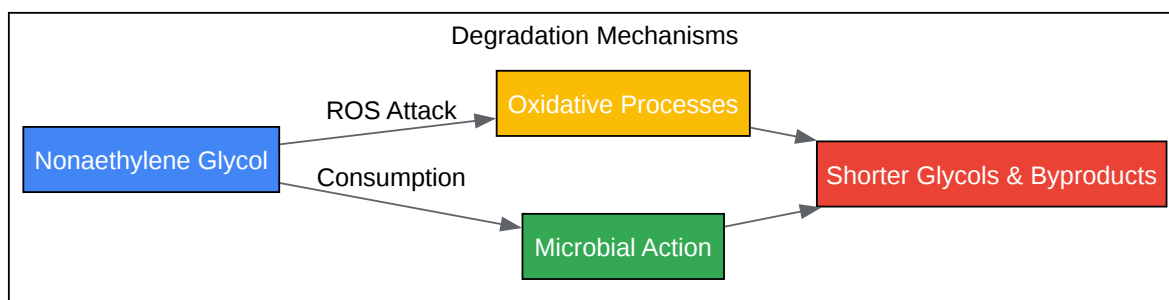 Degradation Mechanisms
ROS Attack
Oxidative Processes
Nonaethylene Glycol
Consumption
Shorter Glycols & Byproducts
Microbial Action